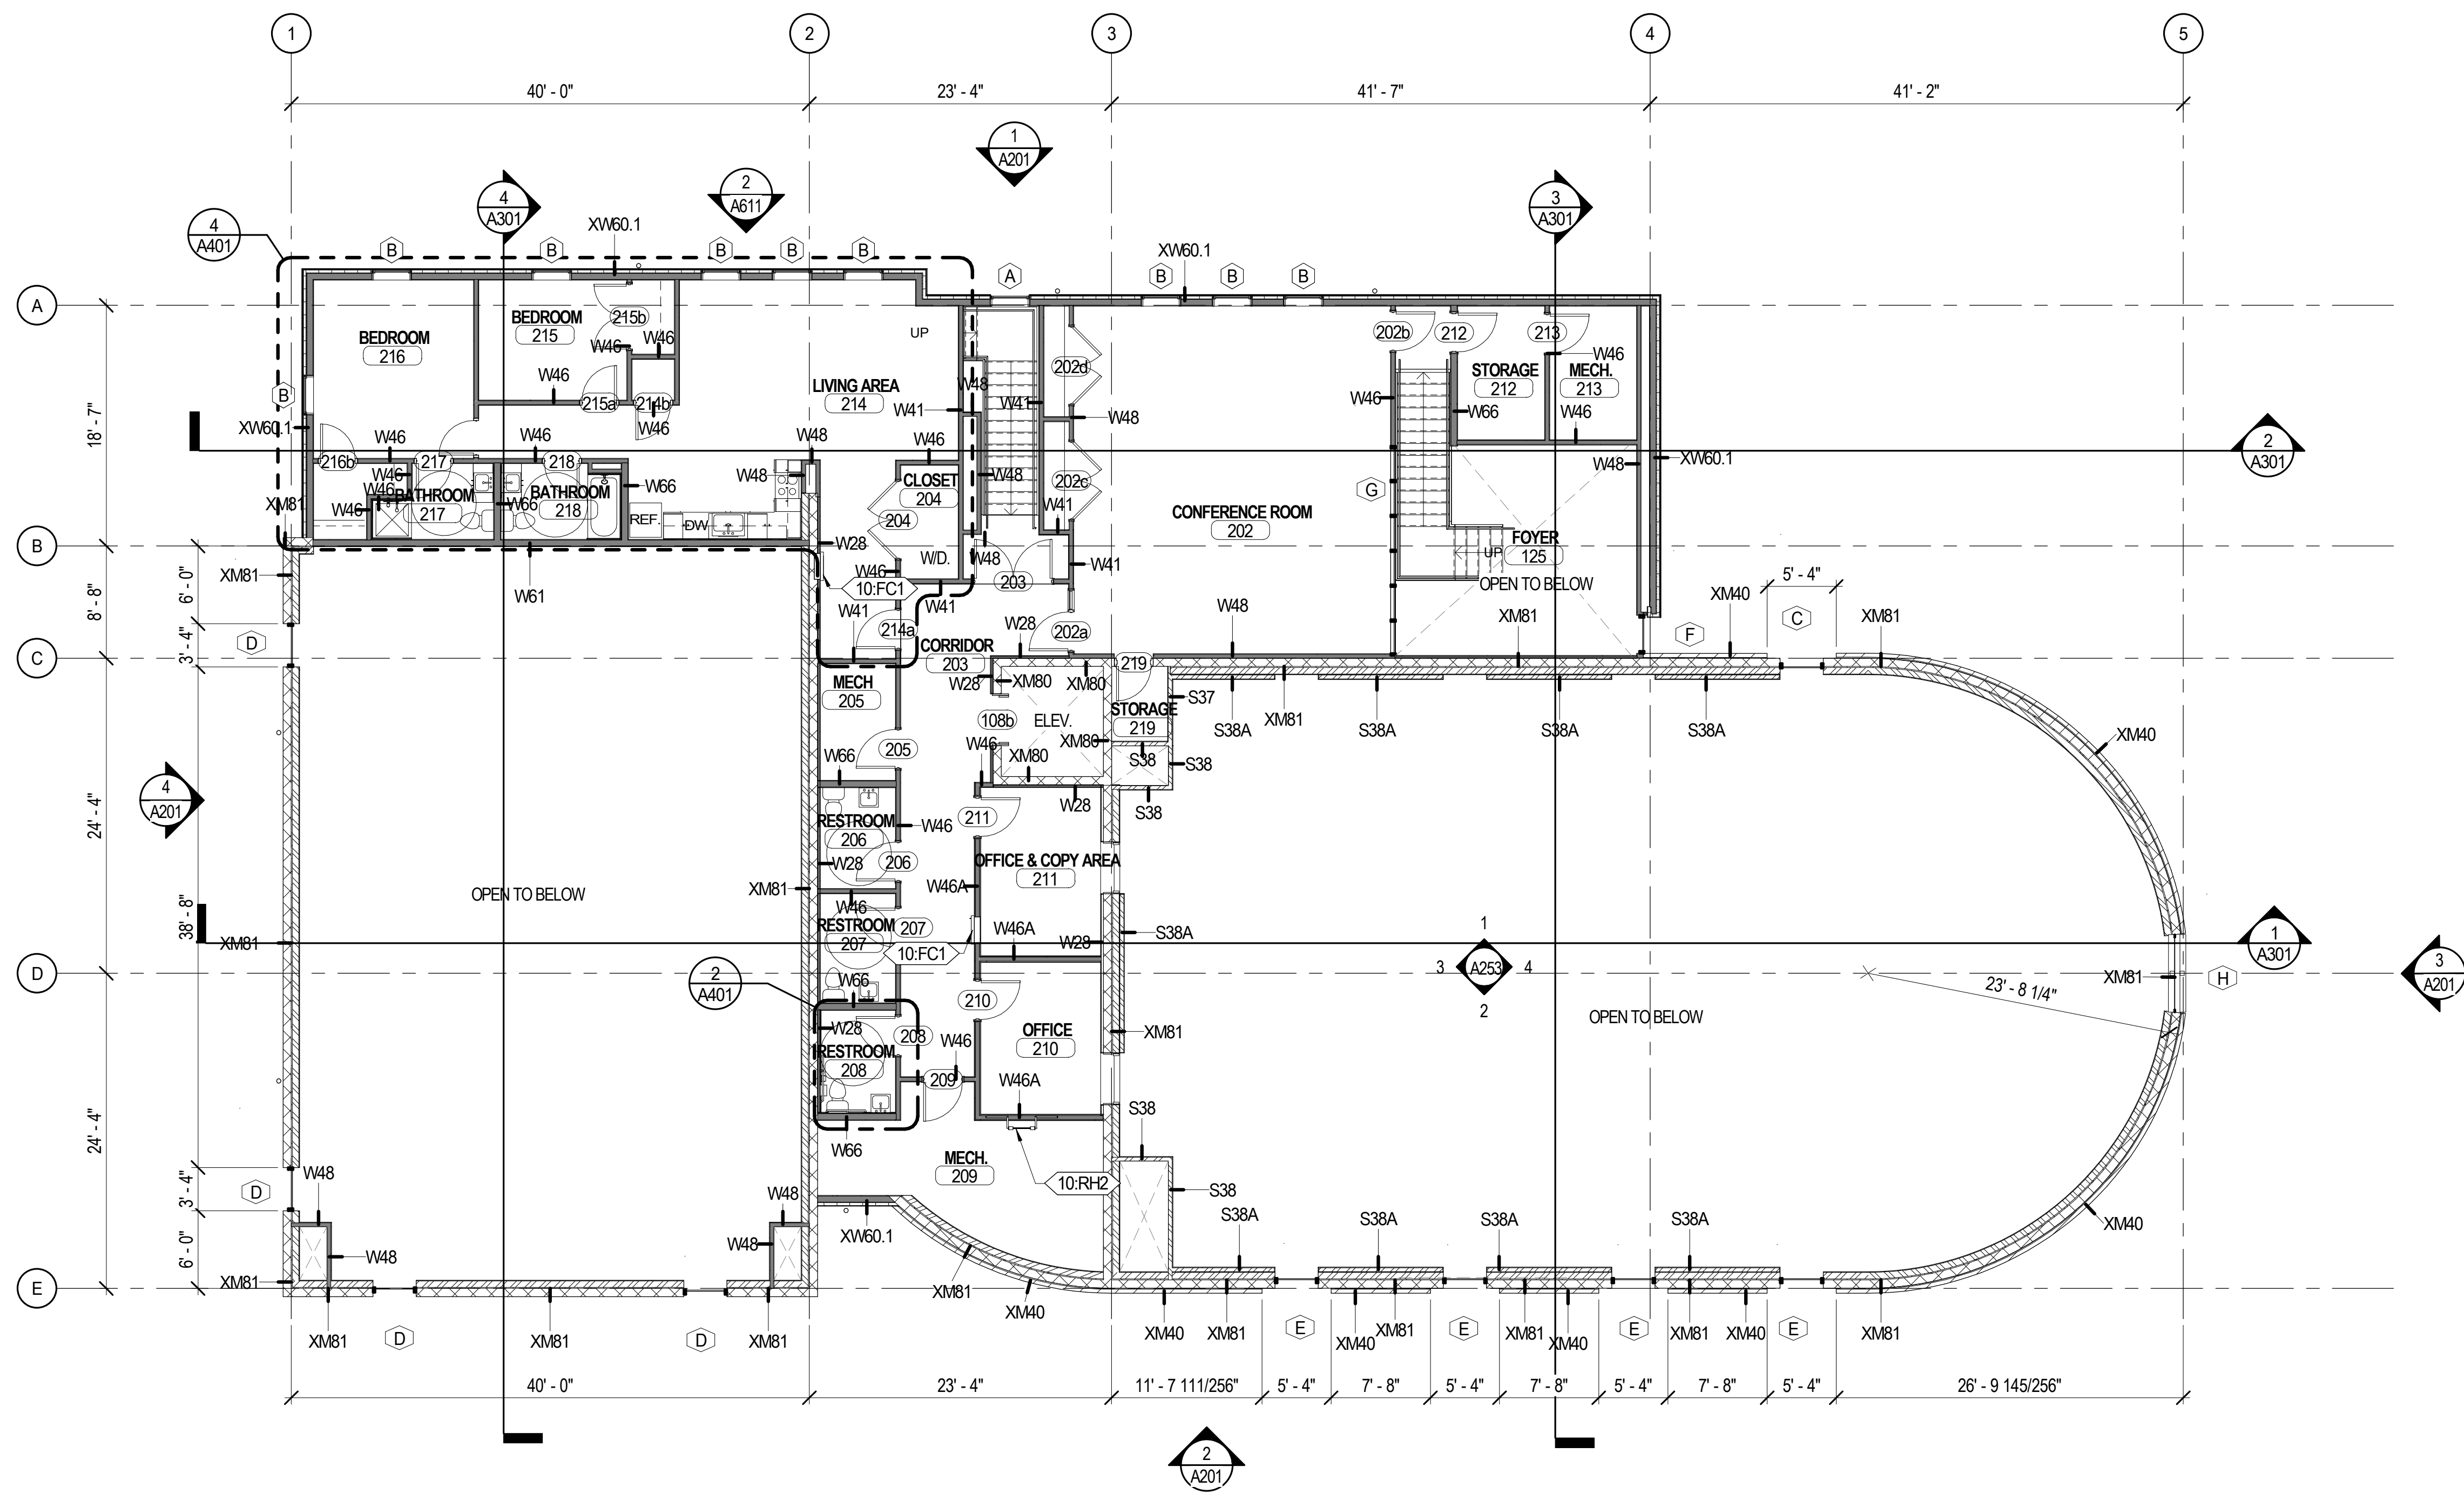 1
2
3
4
5
40' - 0"
23' - 4"
41' - 7"
41' - 2"
1
A201
4
A301
2
A611
3
A301
4
A401
XW60.1
XW60.1
B
B
B
B
B
A
B
B
B
A
BEDROOM
216
BEDROOM
215
215b
W46
W46
W46
215a
214b
W46
UP
LIVING AREA
214
W48
W41
W41
202d
W48
202b
212
213
W46
STORAGE
212
MECH.
213
W46
W66
W46
18' - 7"
B
XW60.1
W46
W46
W48
W46
216b
217
218
W46
W46
W46
XM81
BATHROOM
217
W66
BATHROOM
218
W66
REF.
DW
W48
CLOSET
204
204
W48
202c
W41
CONFERENCE ROOM
202
G
W48
XW60.1
2
A301
FOYER
125
UP
OPEN TO BELOW
B
W28
W/D.
W48
W46
203
W41
XM81
W61
10:FC1
W41
W41
214a
6' - 0"
8' - 8"
3' - 4"
D
C
CORRIDOR
203
W28
202a
W48
XM81
XM40
5' - 4"
C
F
XM81
219
MECH
205
W28
XM80
XM80
S37
108b
ELEV.
STORAGE
219
S38A
XM81
S38A
S38A
S38A
XM40
205
W46
XM80
XM80
S38
S38
W66
W28
S38
4
A201
24' - 4"
RESTROOM
206
W28
206
W46
211
OFFICE & COPY AREA
211
XM81
W46A
OPEN TO BELOW
38' - 8"
W46
RESTROOM
207
207
10:FC1
W46A
W28
S38A
XM81
1
A253
2
3
4
1
A301
3
A201
D
2
A401
W66
210
XM81
H
23' - 8 1/4"
W28
208
RESTROOM
208
W46
209
OFFICE
210
XM81
OPEN TO BELOW
W46A
24' - 4"
W66
S38
MECH.
209
10:RH2
S38
W48
3' - 4"
D
W48
W48
W48
XW60.1
S38A
S38A
S38A
S38A
XM40
6' - 0"
XM81
E
XM81
XM40
XM81
D
XM81
D
XM81
XM40
XM81
E
XM40
XM81
E
XM81
XM40
E
XM81
XM40
E
XM81
40' - 0"
23' - 4"
11' - 7 111/256"
5' - 4"
7' - 8"
5' - 4"
7' - 8"
5' - 4"
7' - 8"
5' - 4"
26' - 9 145/256"
2
A201